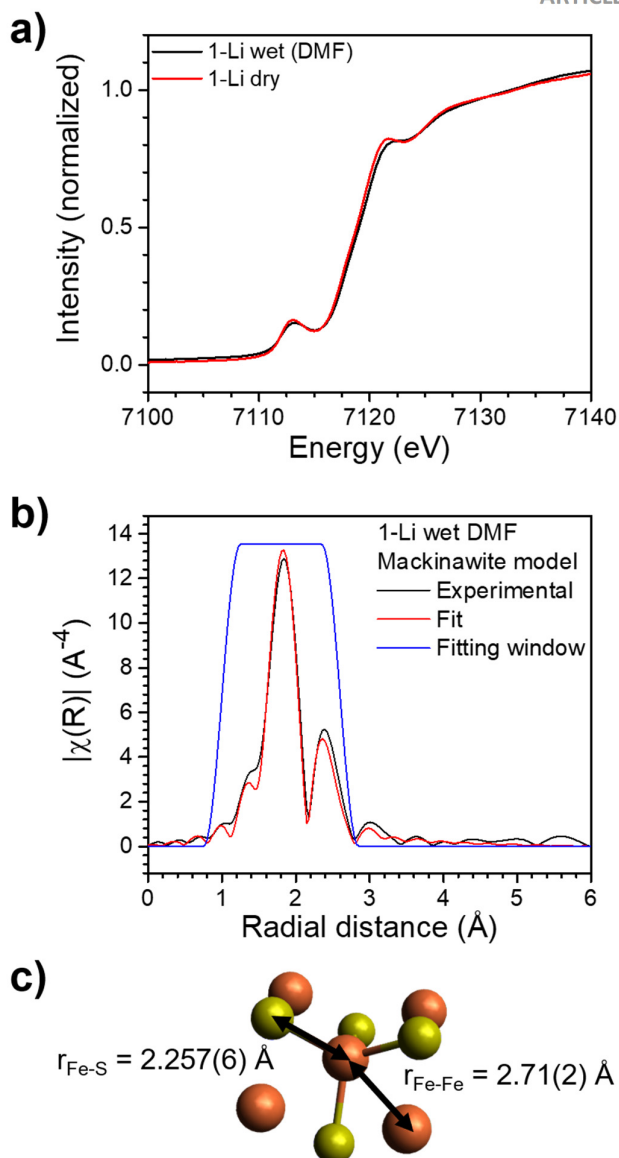 ARTICLE
a)
1-Li wet (DMF)
1-Li dry
1.0
0.5
0.0
Intensity (normalized)
7100 7110 7120 7130 7140
Energy (eV)
b)
14
12
10
8
6
4
2
0
|χ(R)| (A⁻⁴)
1-Li wet DMF
Mackinawite model
Experimental
Fit
Fitting window
0 1 2 3 4 5 6
Radial distance (Å)
c)
r_Fe-S = 2.257(6) Å
r_Fe-Fe = 2.71(2) Å